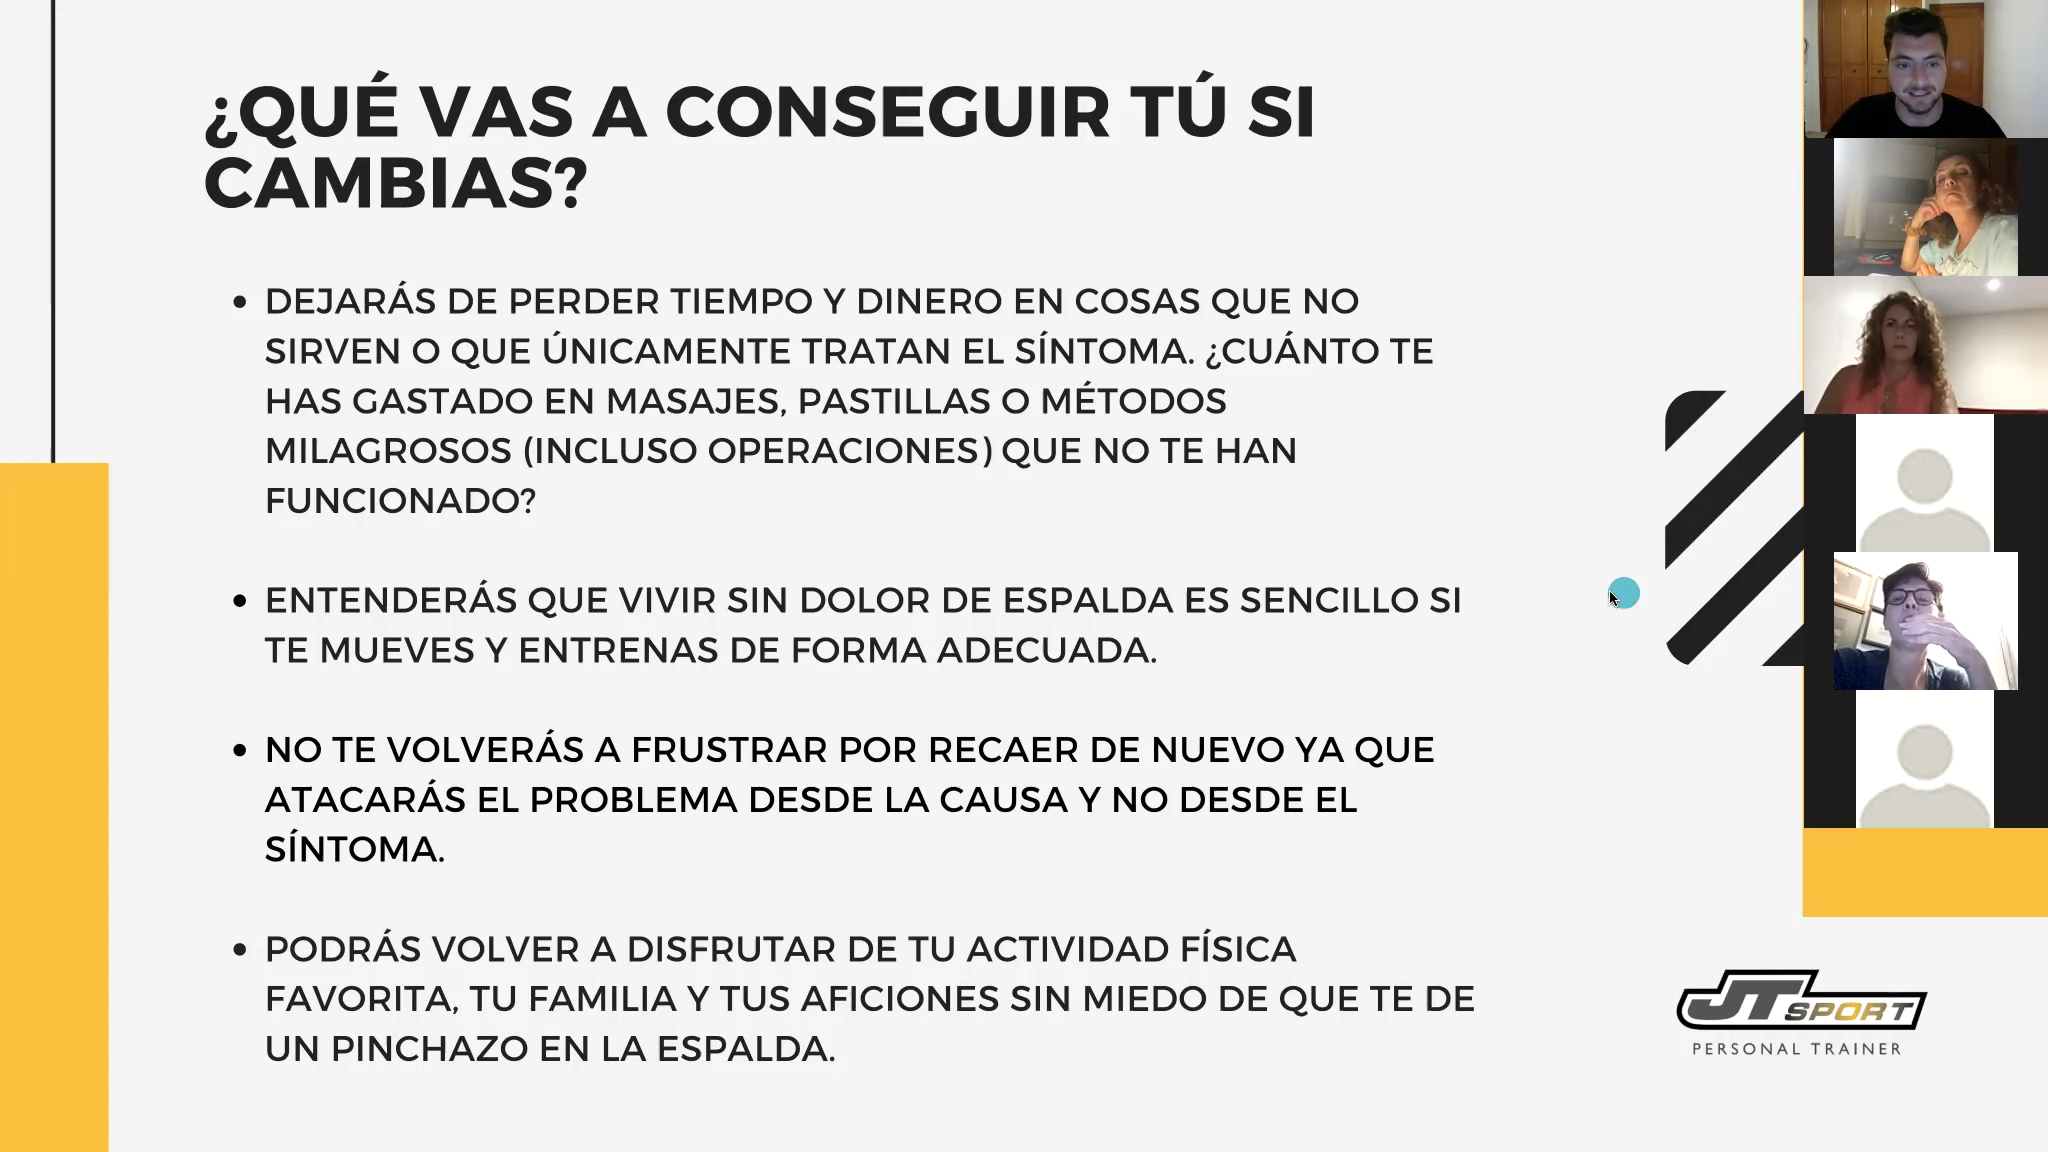 ¿QUÉ VAS A CONSEGUIR TÚ SI
CAMBIAS?
DEJARÁS DE PERDER TIEMPO Y DINERO EN COSAS QUE NO
SIRVEN O QUE ÚNICAMENTE TRATAN EL SÍNTOMA. ¿CUÁNTO TE
HAS GASTADO EN MASAJES, PASTILLAS O MÉTODOS
MILAGROSOS (INCLUSO OPERACIONES) QUE NO TE HAN
FUNCIONADO?
ENTENDERÁS QUE VIVIR SIN DOLOR DE ESPALDA ES SENCILLO SI
TE MUEVES Y ENTRENAS DE FORMA ADECUADA.
NO TE VOLVERÁS A FRUSTRAR POR RECAER DE NUEVO YA QUE
ATACARÁS EL PROBLEMA DESDE LA CAUSA Y NO DESDE EL
SÍNTOMA.
PODRÁS VOLVER A DISFRUTAR DE TU ACTIVIDAD FÍSICA
FAVORITA, TU FAMILIA Y TUS AFICIONES SIN MIEDO DE QUE TE DE
UN PINCHAZO EN LA ESPALDA.
JT SPORT
PERSONAL TRAINER